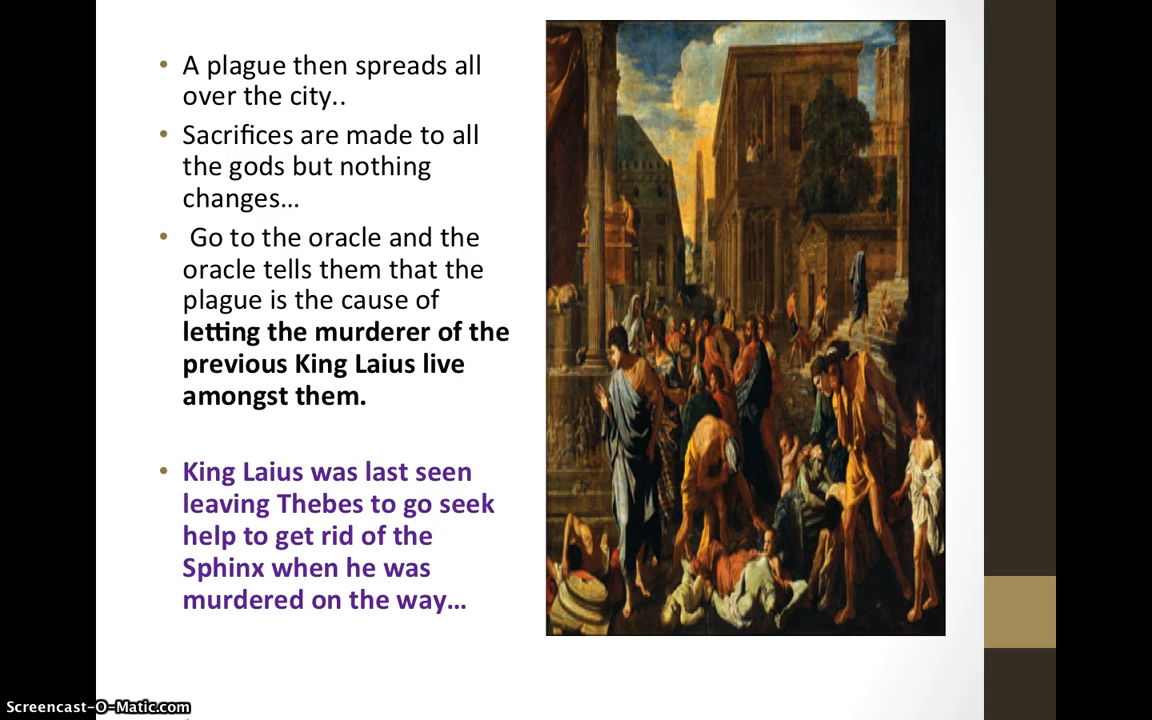 • A plague then spreads all
over the city..
• Sacrifices are made to all
the gods but nothing
changes…
• Go to the oracle and the
oracle tells them that the
plague is the cause of
letting the murderer of the
previous King Laius live
amongst them.
• King Laius was last seen
leaving Thebes to go seek
help to get rid of the
Sphinx when he was
murdered on the way…
Screencast-O-Matic.com